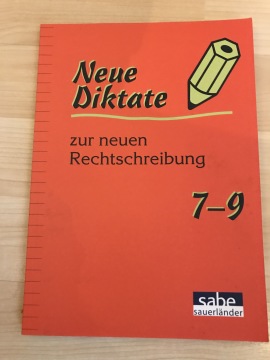 Neue
Diktate
zur neuen
Rechtschreibung
7–9
sabe
sauerländer